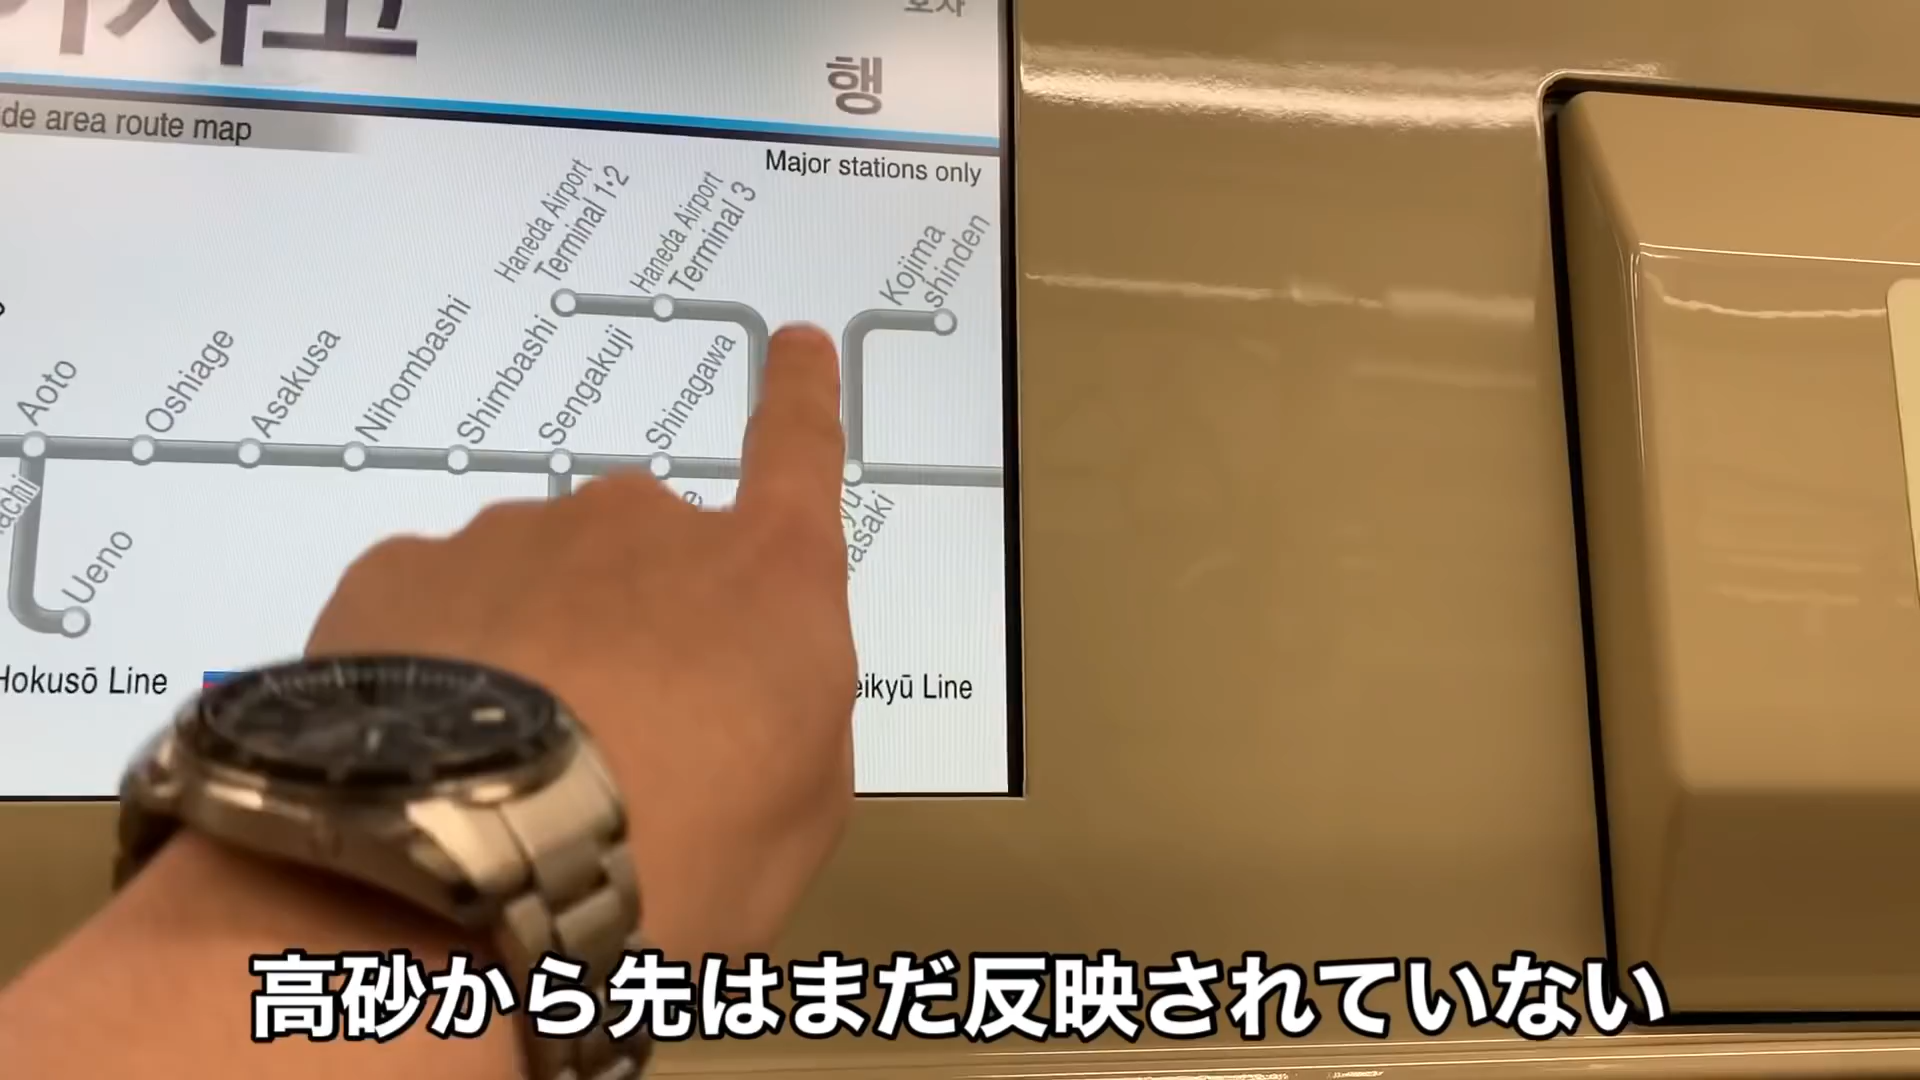 행
de area route map
Major stations only
Haneda Airport
Terminal 1•2
Haneda Airport
Terminal 3
Kojima
shinden
Aoto
Oshiage
Asakusa
Nihombashi
Shimbashi
Sengakuji
Shinagawa
Ueno
Hokusō Line
eikyū Line
高砂から先はまだ反映されていない